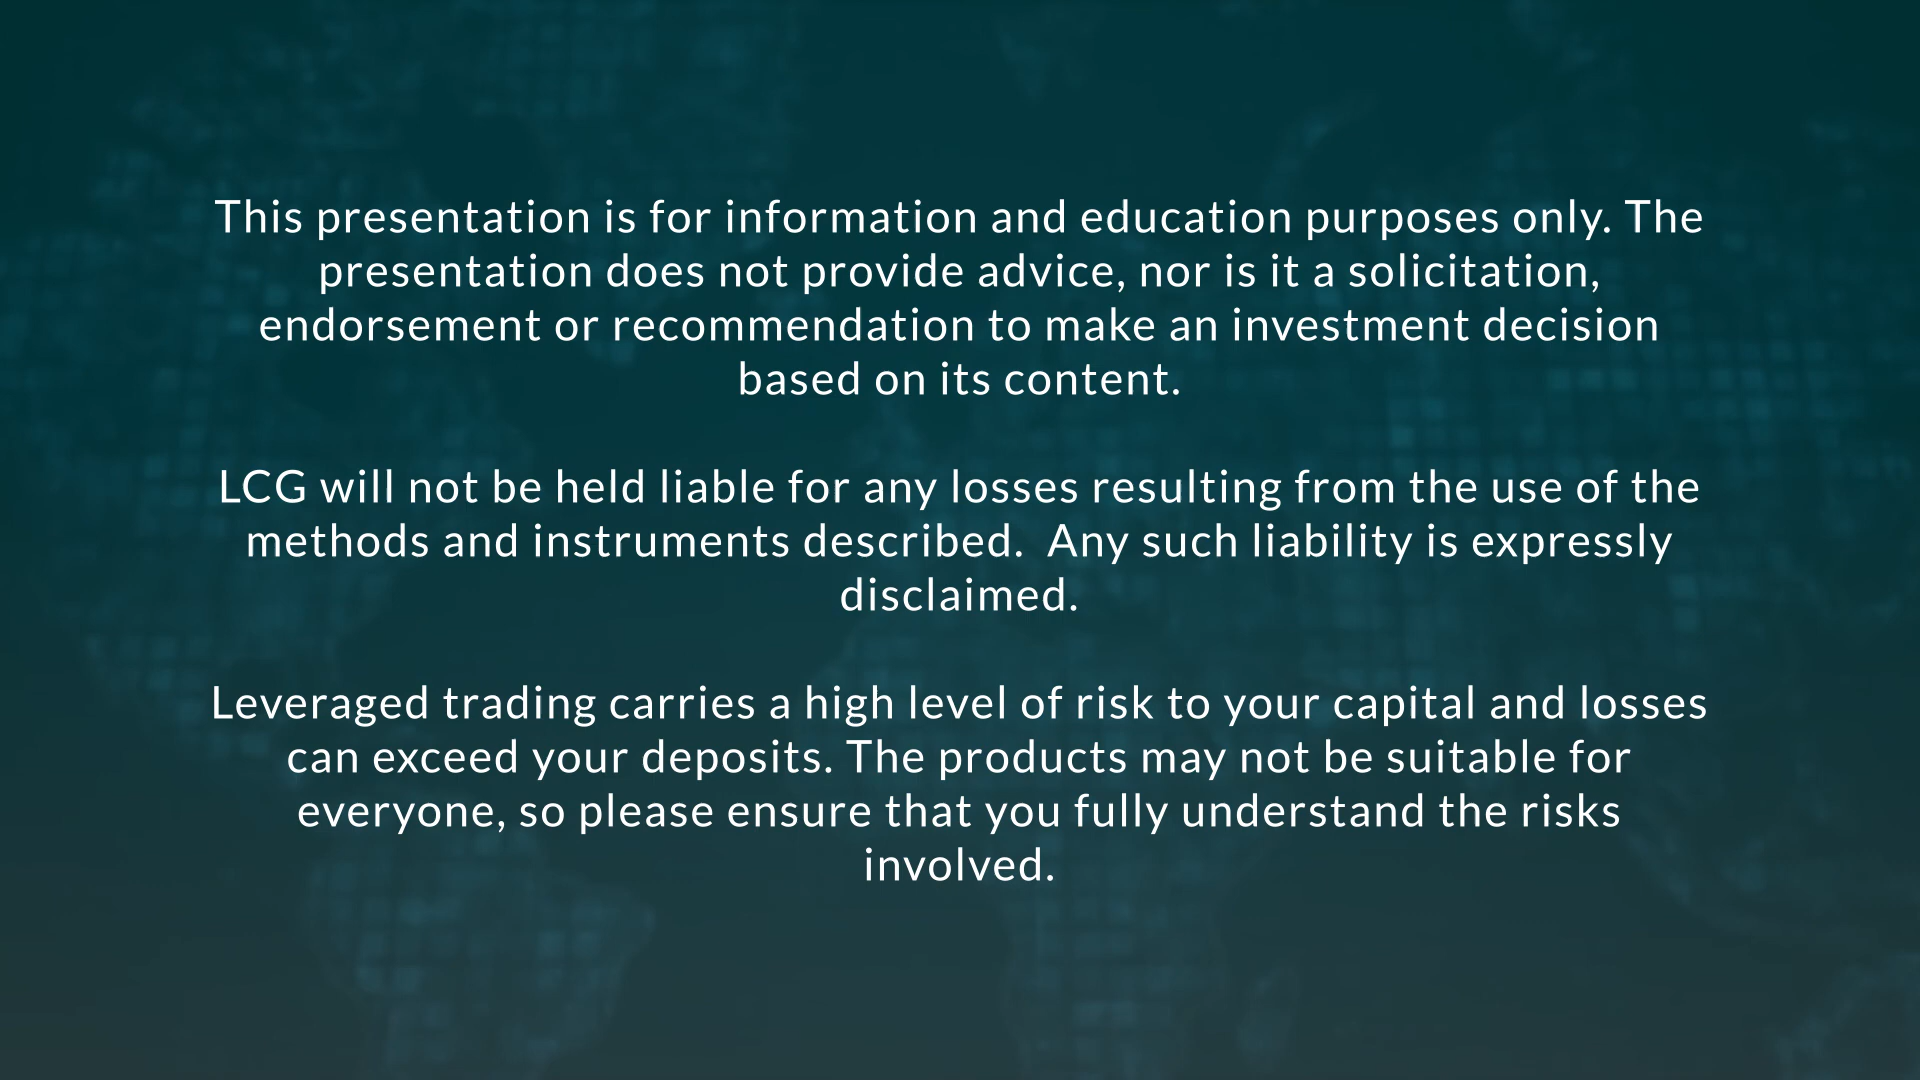 This presentation is for information and education purposes only. The
presentation does not provide advice, nor is it a solicitation,
endorsement or recommendation to make an investment decision
based on its content.
LCG will not be held liable for any losses resulting from the use of the
methods and instruments described.  Any such liability is expressly
disclaimed.
Leveraged trading carries a high level of risk to your capital and losses
can exceed your deposits. The products may not be suitable for
everyone, so please ensure that you fully understand the risks
involved.